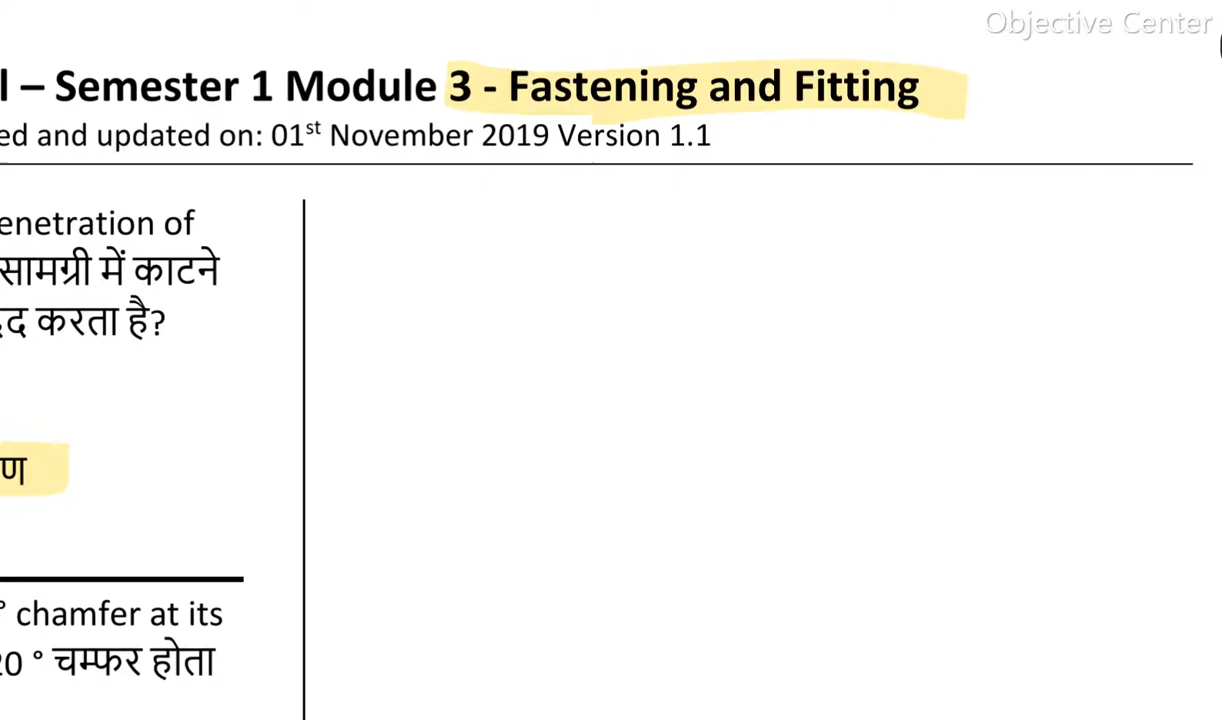 Objective Center
l – Semester 1 Module 3 - Fastening and Fitting
ed and updated on: 01st November 2019 Version 1.1
enetration of
सामग्री में काटने
करता है?
ण
° chamfer at its
20 ° चम्फर होता